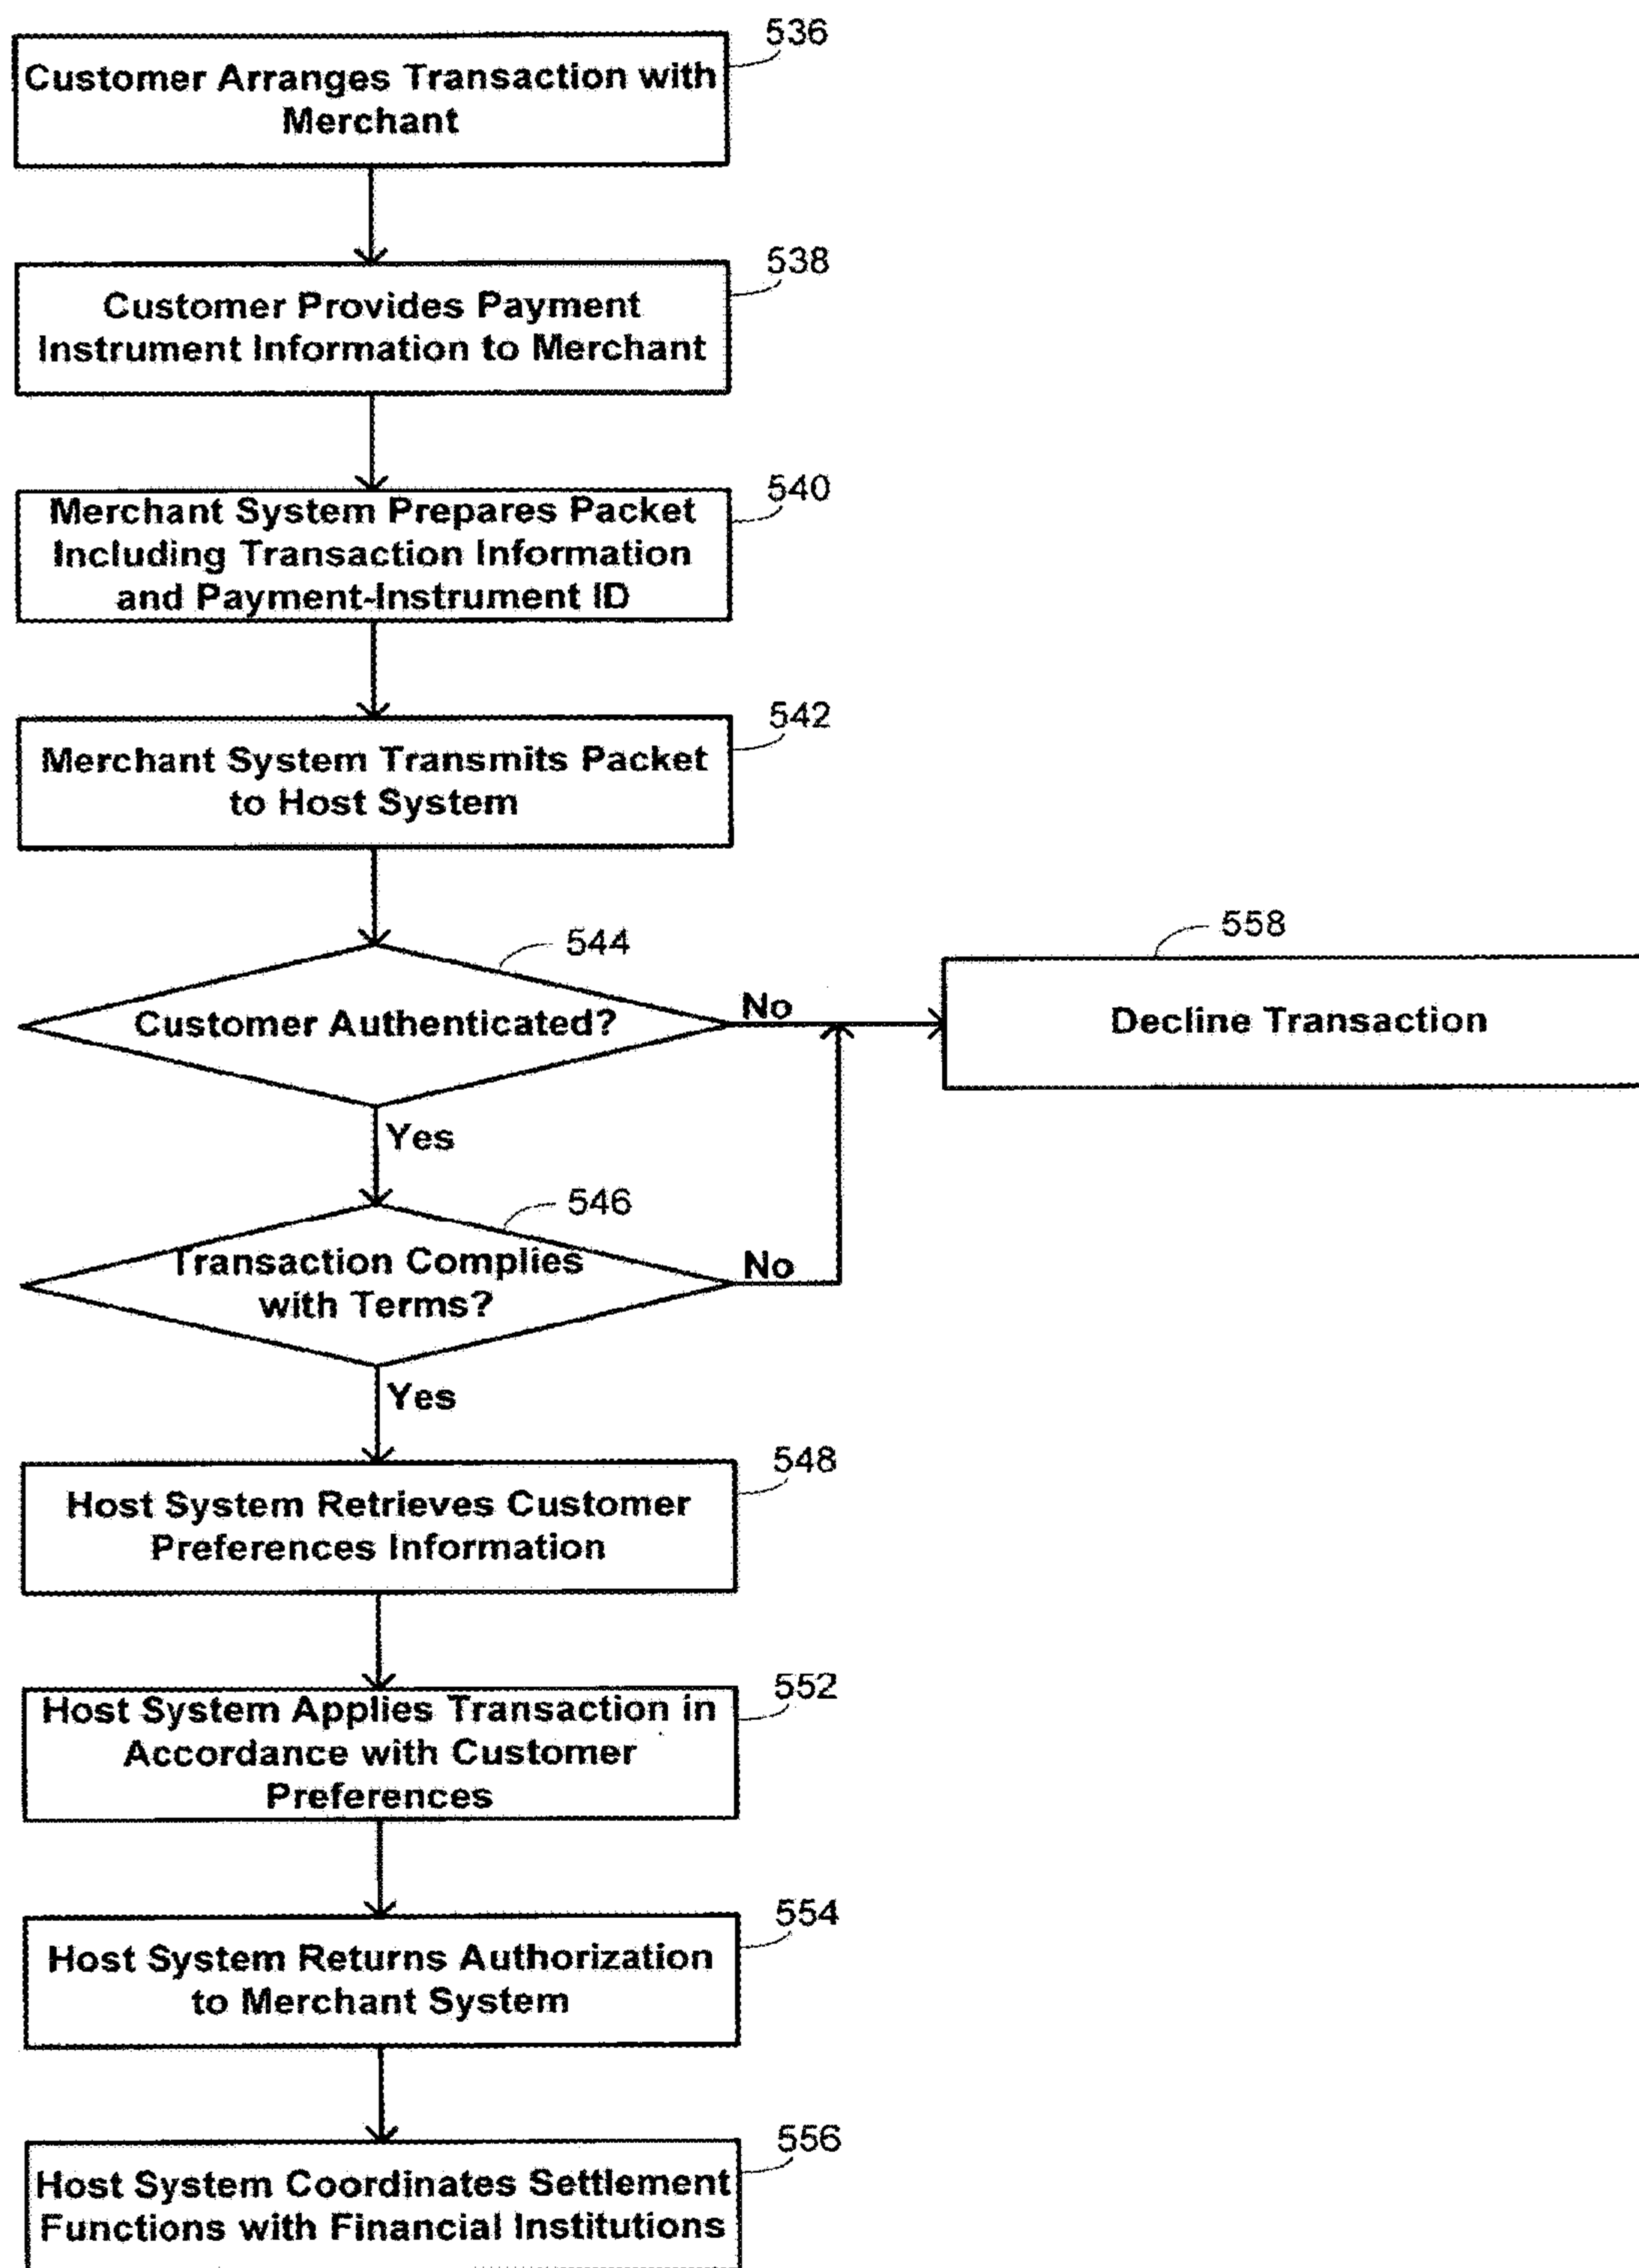 536
Customer Arranges Transaction with
Merchant
538
Customer Provides Payment
Instrument Information to Merchant
540
Merchant System Prepares Packet
Including Transaction Information
and Payment-Instrument ID
542
Merchant System Transmits Packet
to Host System
544
Customer Authenticated?
No
558
Decline Transaction
Yes
546
Transaction Complies
with Terms?
No
Yes
548
Host System Retrieves Customer
Preferences Information
552
Host System Applies Transaction in
Accordance with Customer
Preferences
554
Host System Returns Authorization
to Merchant System
556
Host System Coordinates Settlement
Functions with Financial Institutions